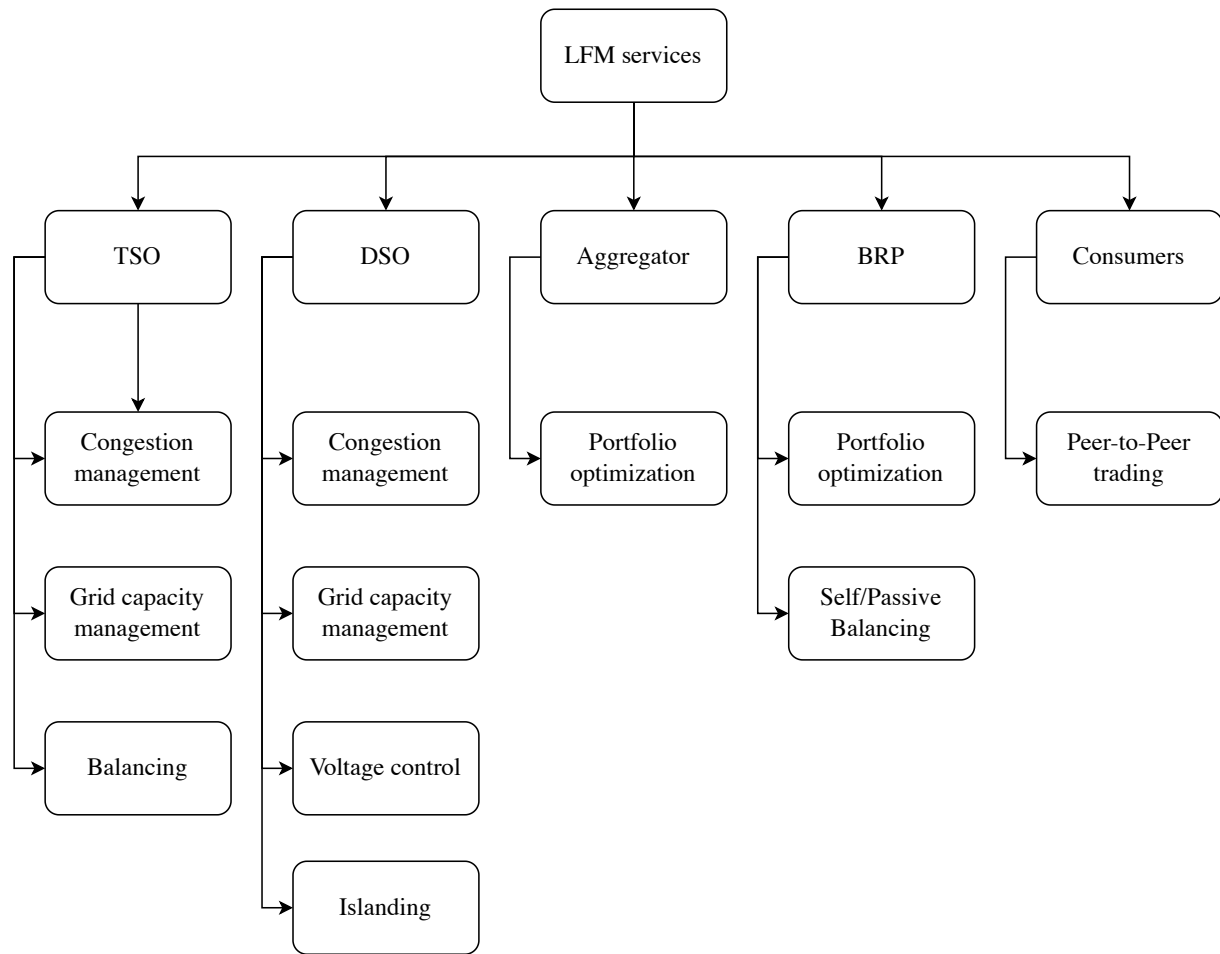 LFM services
TSO
DSO
Aggregator
BRP
Consumers
Congestion
management
Congestion
management
Portfolio
optimization
Portfolio
optimization
Peer-to-Peer
trading
Grid capacity
management
Grid capacity
management
Self/Passive
Balancing
Balancing
Voltage control
Islanding